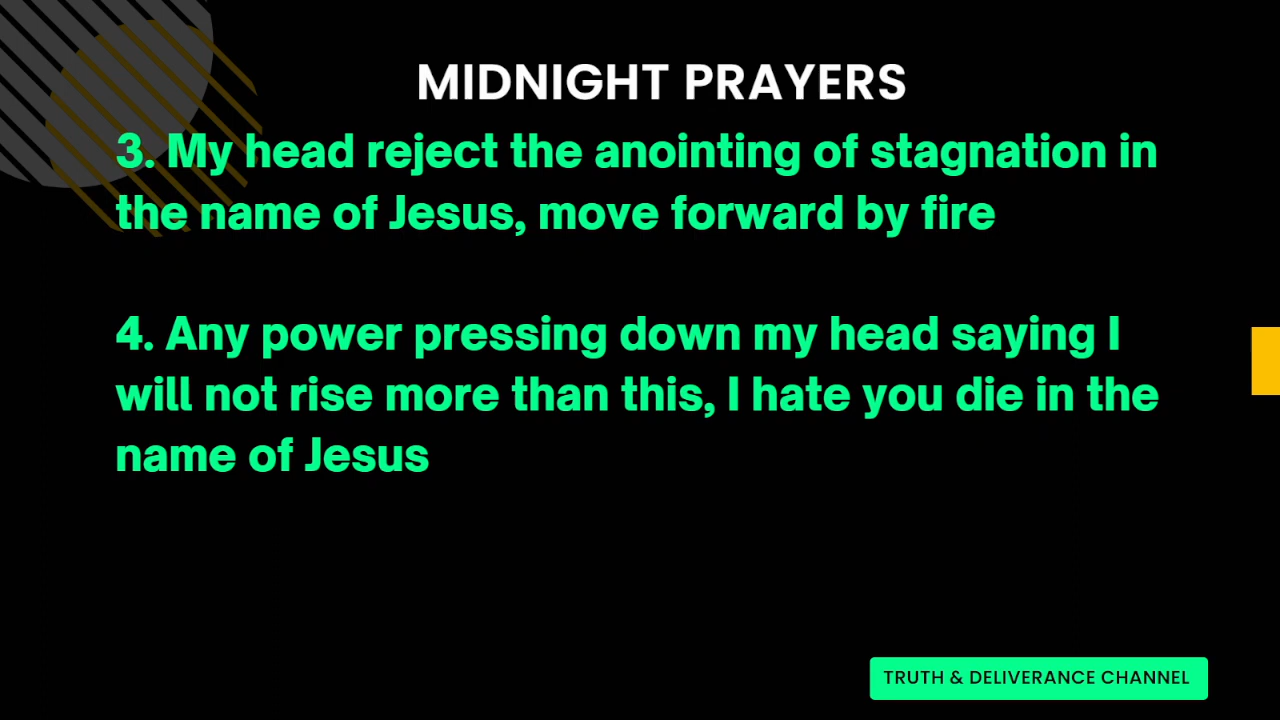 MIDNIGHT PRAYERS
3. My head reject the anointing of stagnation in
the name of Jesus, move forward by fire
4. Any power pressing down my head saying I
will not rise more than this, I hate you die in the
name of Jesus
TRUTH & DELIVERANCE CHANNEL